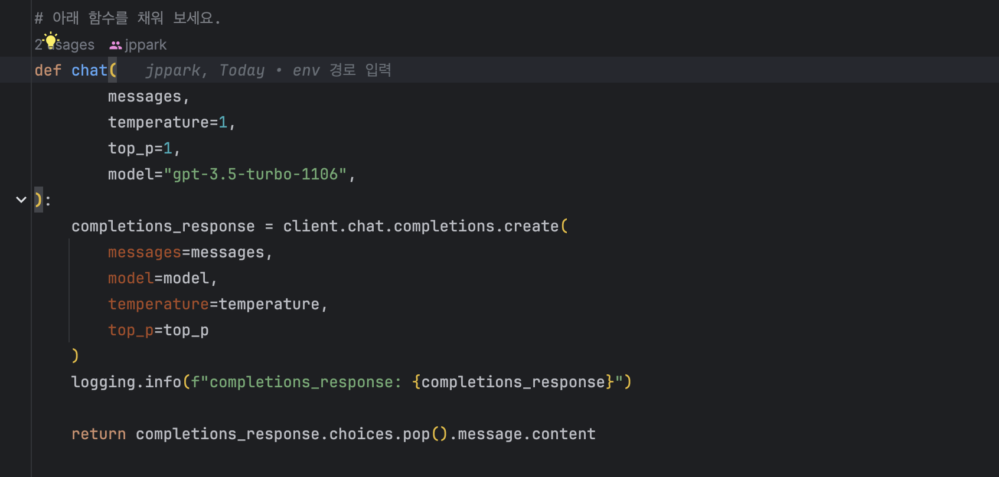 # 아래 함수를 채워 보세요.
2 usages jppark
def chat( jppark, Today • env 경로 입력
messages,
temperature=1,
top_p=1,
model="gpt-3.5-turbo-1106",
):
completions_response = client.chat.completions.create(
messages=messages,
model=model,
temperature=temperature,
top_p=top_p
)
logging.info(f"completions_response: {completions_response}")
return completions_response.choices.pop().message.content